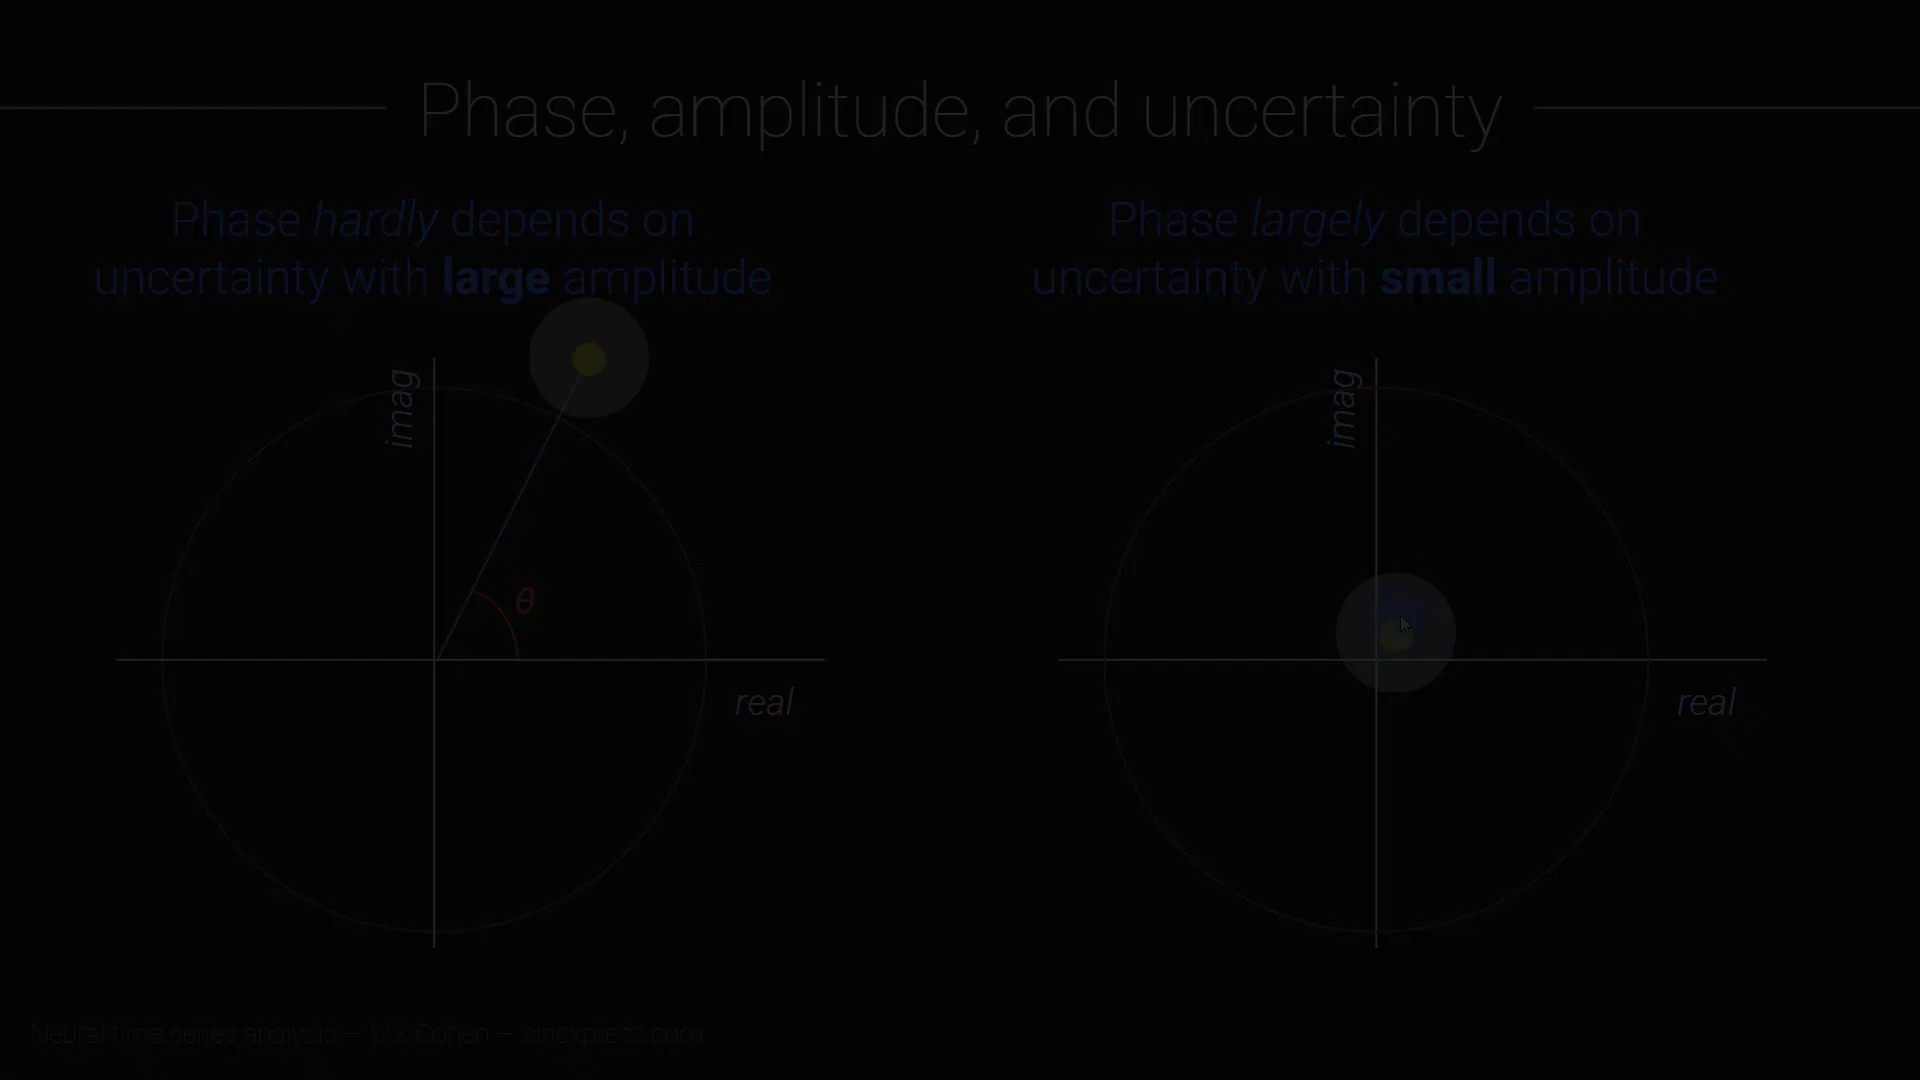 Phase, amplitude, and uncertainty
Phase hardly depends on
uncertainty with large amplitude
Phase largely depends on
uncertainty with small amplitude
imag
θ
real
imag
real
Neural time series analysis — MX Cohen — sincxpress.com